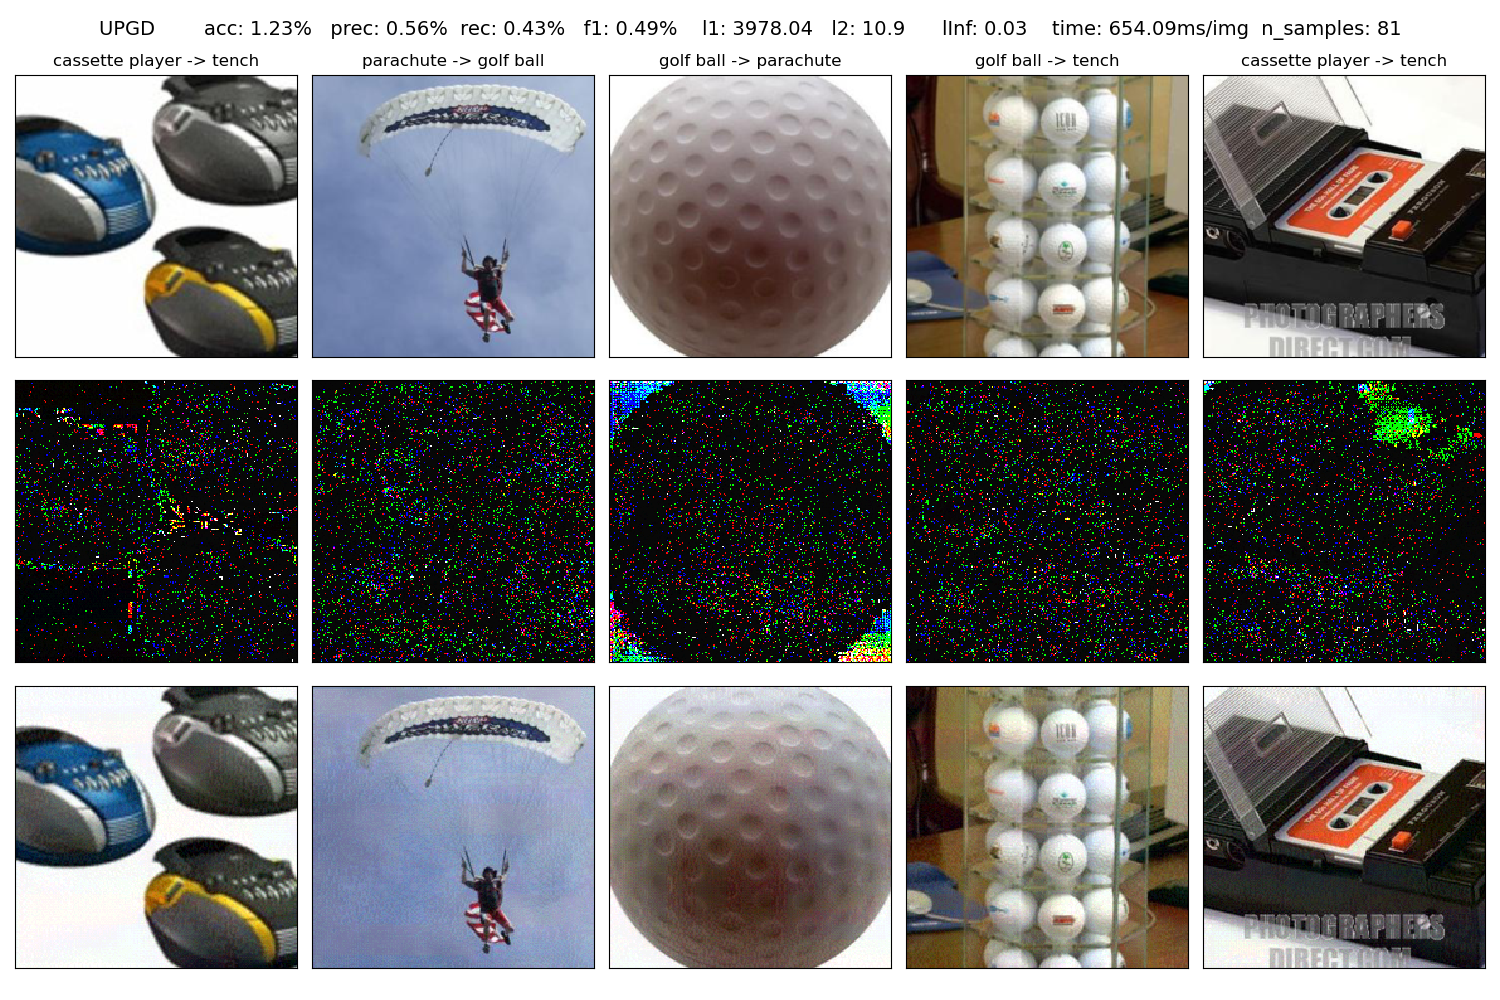 UPGD acc: 1.23% prec: 0.56% rec: 0.43% f1: 0.49% l1: 3978.04 l2: 10.9 lInf: 0.03 time: 654.09ms/img n_samples: 81
cassette player -> tench
parachute -> golf ball
golf ball -> parachute
golf ball -> tench
cassette player -> tench
ICON
PHOTOGRAPHERS
DIRECT.COM
ICON
PHOTOGRAPHERS
DIRECT.COM